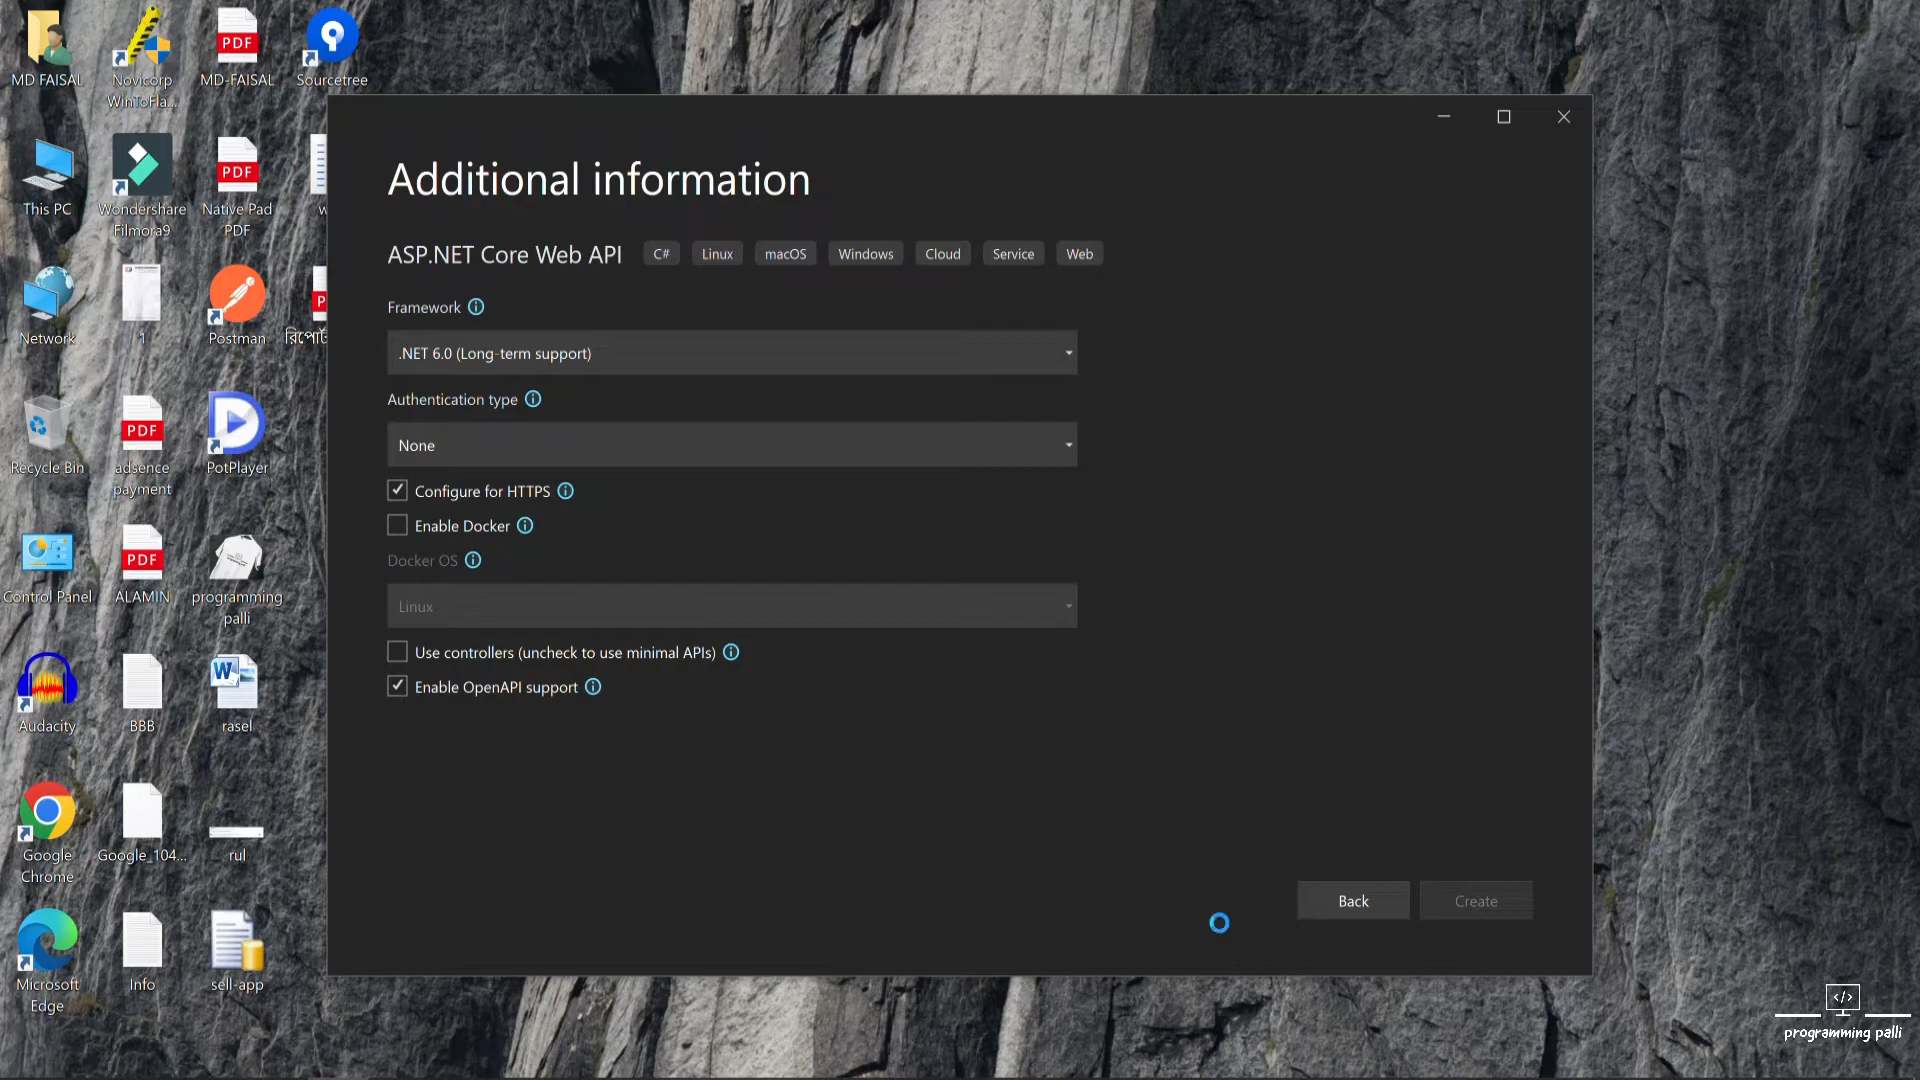 MD FAISAL
Novicorp
WinToFla...
PDF
MD-FAISAL
Sourcetree
This PC
Wondershare
Filmora9
PDF
Native Pad
PDF
w
Network
1
Postman
Recycle Bin
PDF
adsence
payment
PotPlayer
Control Panel
PDF
ALAMIN
programming
palli
Audacity
BBB
W
rasel
Google
Chrome
Google_104...
rul
Microsoft
Edge
Info
sell-app
Additional information
ASP.NET Core Web API
C#
Linux
macOS
Windows
Cloud
Service
Web
Framework
.NET 6.0 (Long-term support)
Authentication type
None
Configure for HTTPS
Enable Docker
Docker OS
Linux
Use controllers (uncheck to use minimal APIs)
Enable OpenAPI support
Back
Create
</>
programming palli